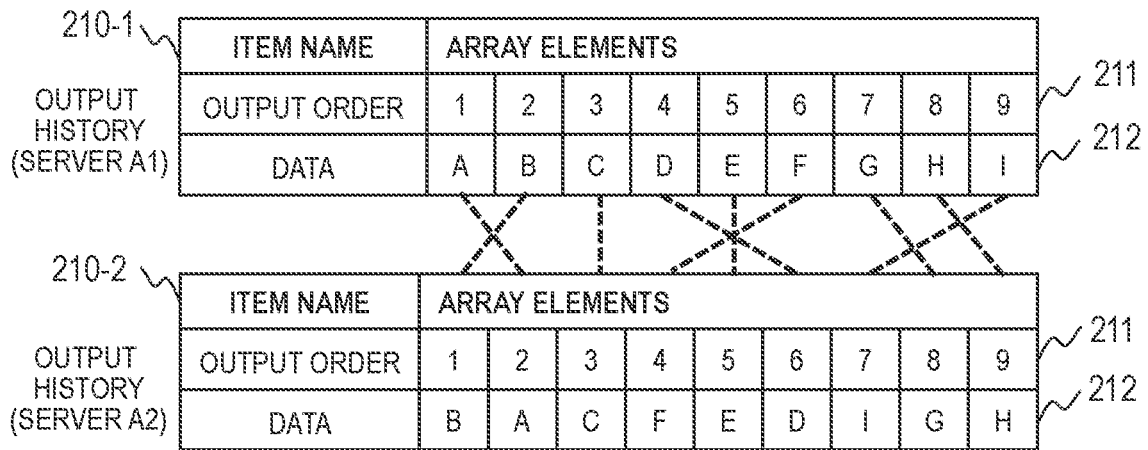 210-1
ITEM NAME ARRAY ELEMENTS
OUTPUT HISTORY (SERVER A1)
OUTPUT ORDER 1 2 3 4 5 6 7 8 9 211
DATA A B C D E F G H I 212
210-2
ITEM NAME ARRAY ELEMENTS
OUTPUT HISTORY (SERVER A2)
OUTPUT ORDER 1 2 3 4 5 6 7 8 9 211
DATA B A C F E D I G H 212